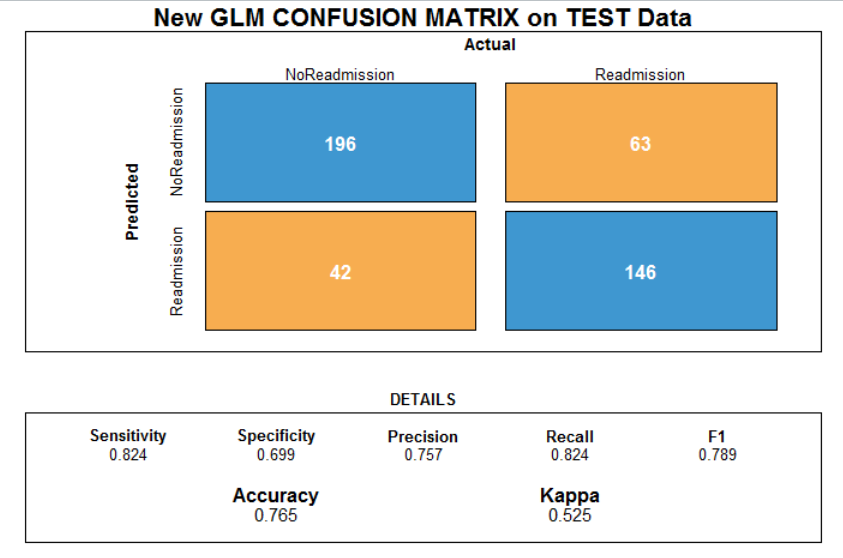 New GLM CONFUSION MATRIX on TEST Data
Actual
NoReadmission Readmission
Predicted
NoReadmission
196 63
Readmission
42 146
DETAILS
Sensitivity Specificity Precision Recall F1
0.824 0.699 0.757 0.824 0.789
Accuracy Kappa
0.765 0.525